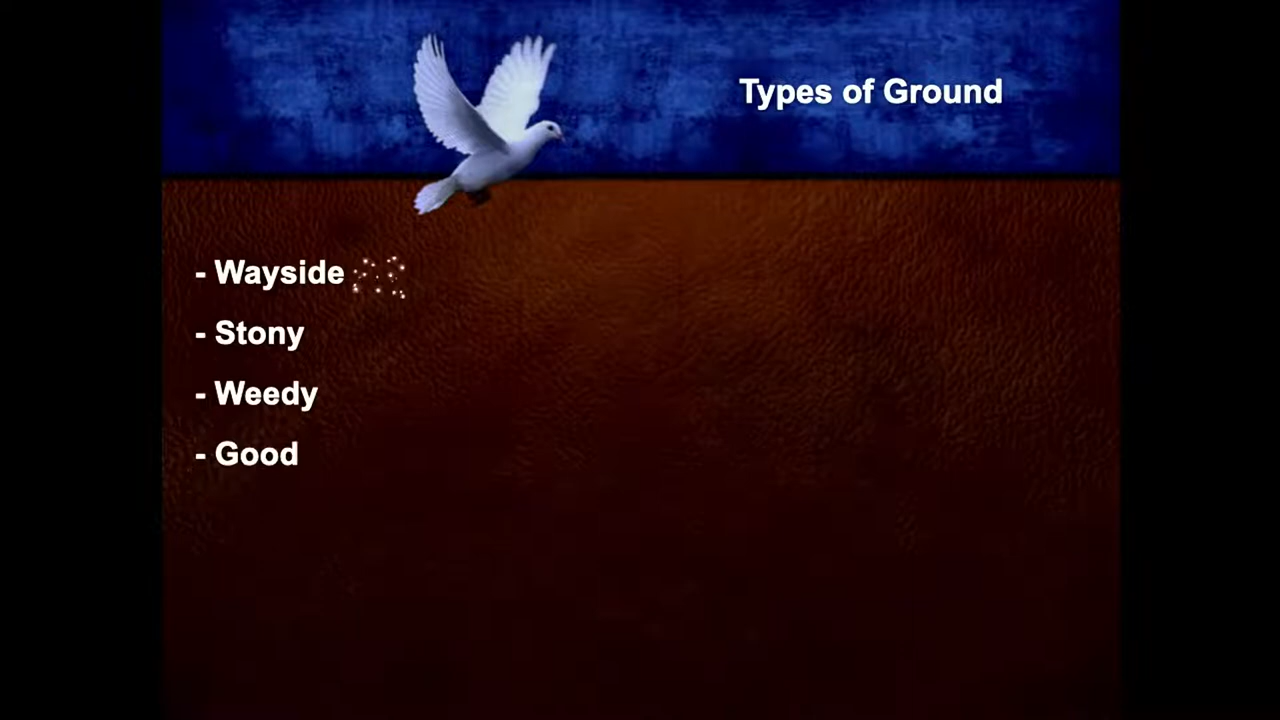 Types of Ground
- Wayside
- Stony
- Weedy
- Good